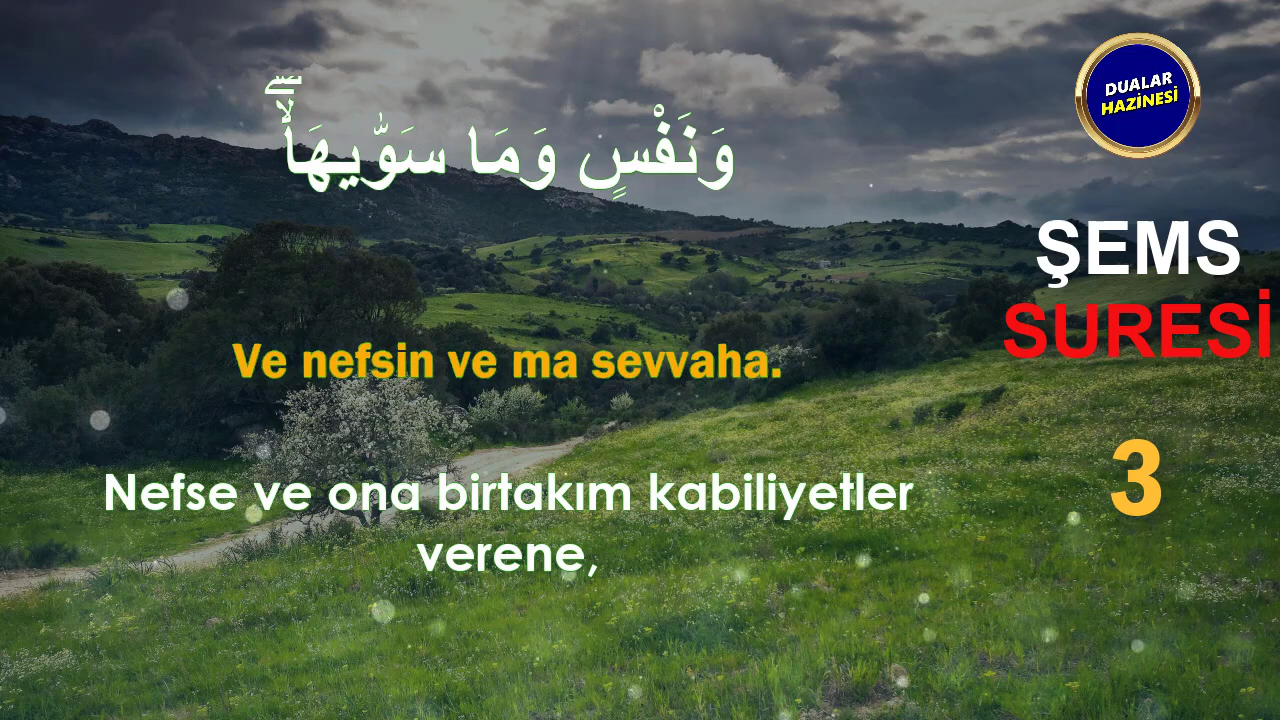 وَنَفْسٍ وَمَا سَوّٰيهَاۙۖ
DUALAR
HAZİNESİ
ŞEMS
SURESİ
Ve nefsin ve ma sevvaha.
3
Nefse ve ona birtakım kabiliyetler
verene,